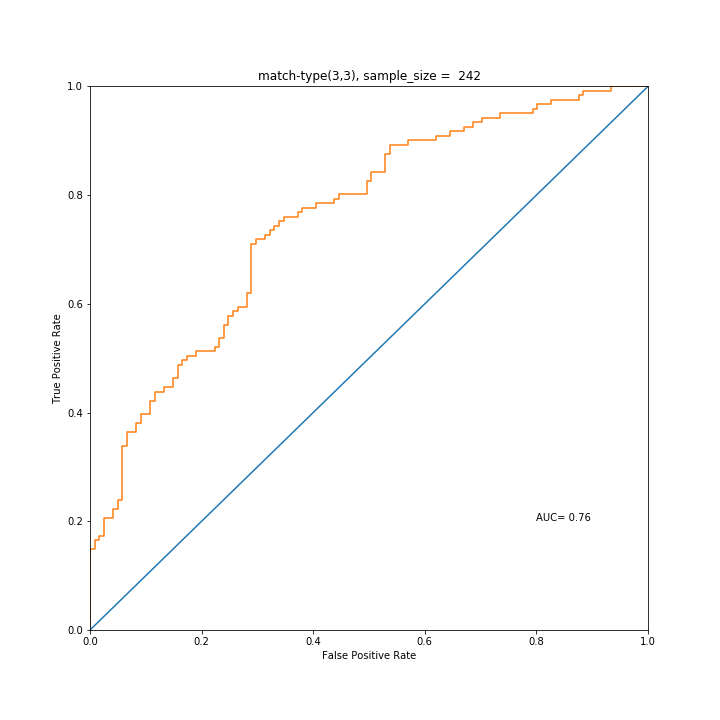 match-type(3,3), sample_size =  242
1.0
0.8
0.6
0.4
0.2
0.0
True Positive Rate
AUC= 0.76
0.0 0.2 0.4 0.6 0.8 1.0
False Positive Rate